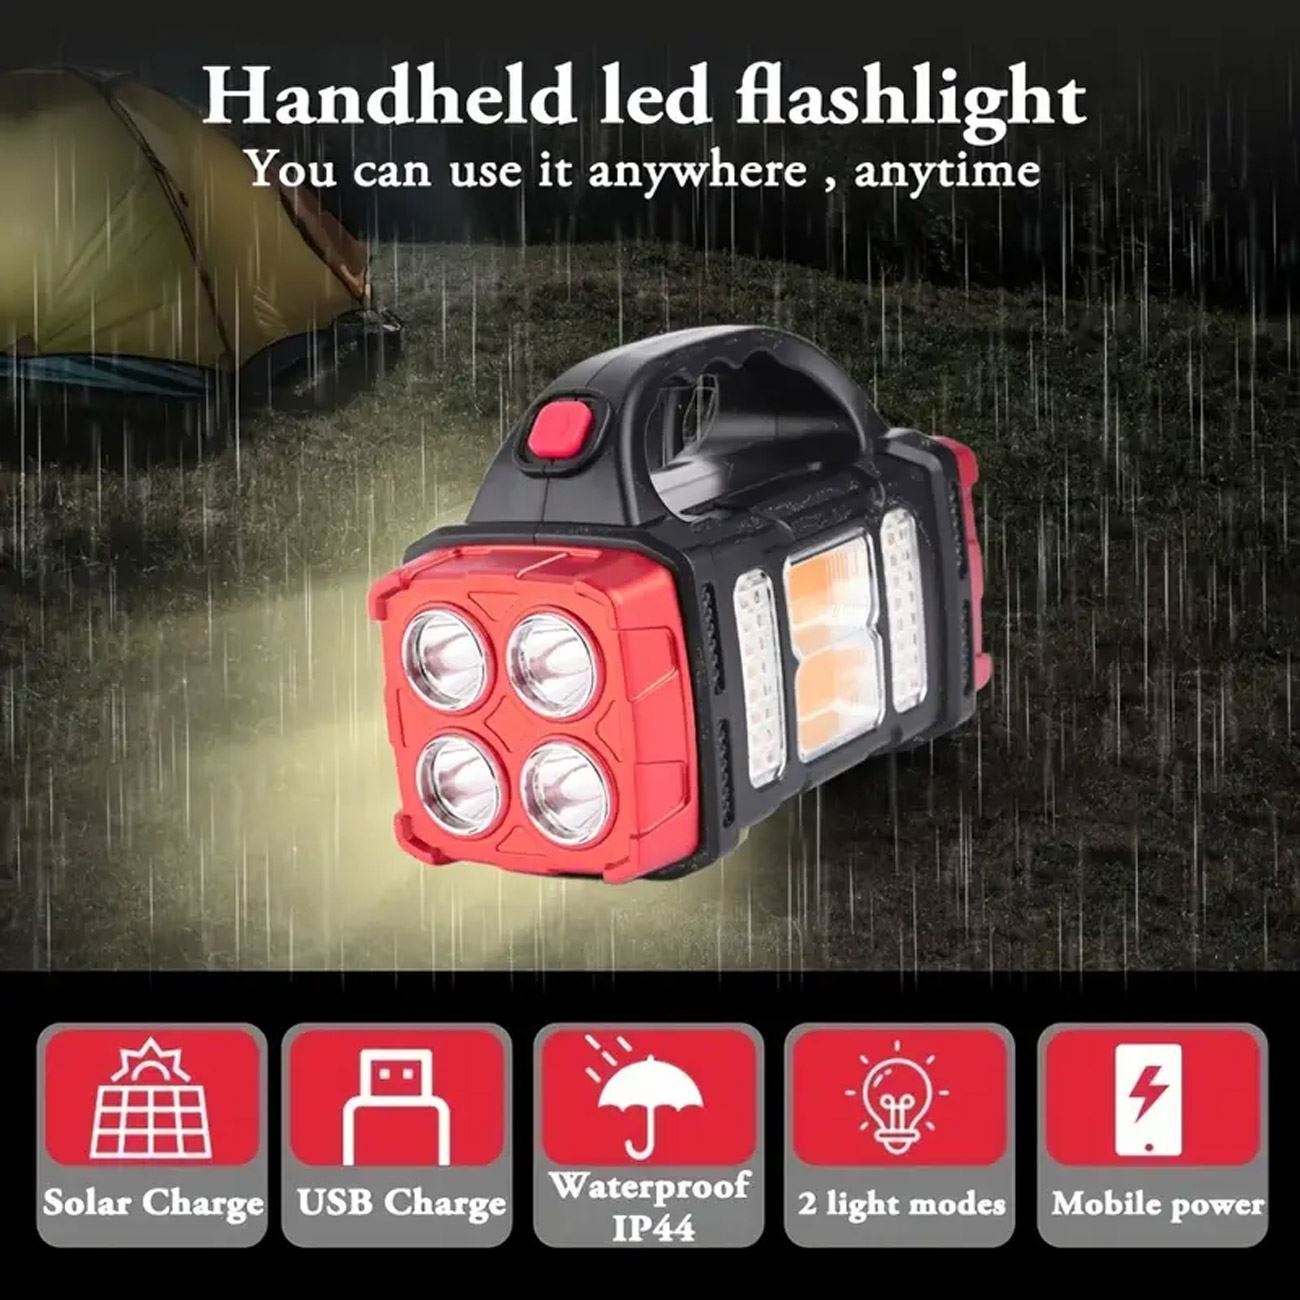 Handheld led flashlight
You can use it anywhere , anytime
Solar Charge
USB Charge
Waterproof
IP44
2 light modes
Mobile power